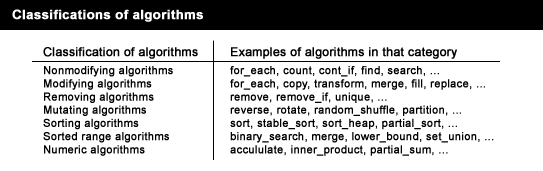 Classifications of algorithms
Classification of algorithms Examples of algorithms in that category
Nonmodifying algorithms for_each, count, cont_if, find, search, ...
Modifying algorithms for_each, copy, transform, merge, fill, replace, ...
Removing algorithms remove, remove_if, unique, ...
Mutating algorithms reverse, rotate, random_shuffle, partition, ...
Sorting algorithms sort, stable_sort, sort_heap, partial_sort, ...
Sorted range algorithms binary_search, merge, lower_bound, set_union, ...
Numeric algorithms acclulate, inner_product, partial_sum, ...